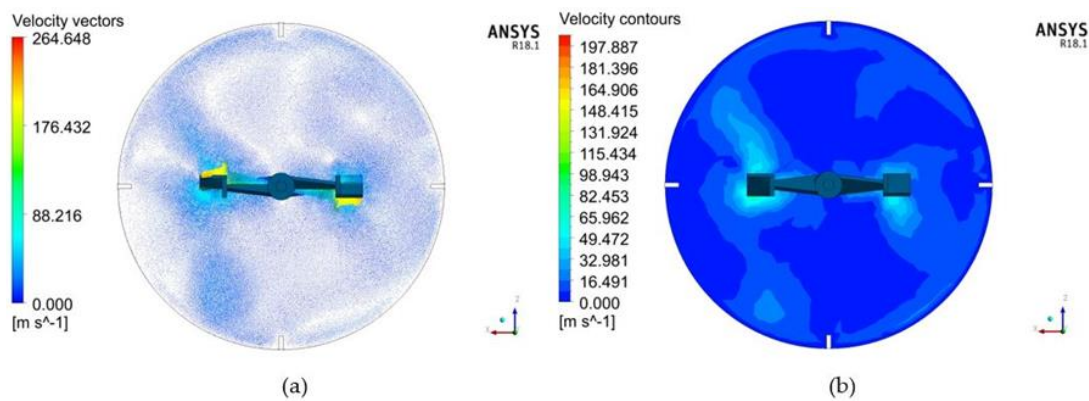 Velocity vectors
264.648
176.432
88.216
0.000
[m s^-1]
ANSYS
R18.1
Z
X
(a)
Velocity contours
197.887
181.396
164.906
148.415
131.924
115.434
98.943
82.453
65.962
49.472
32.981
16.491
0.000
[m s^-1]
ANSYS
R18.1
Z
X
(b)